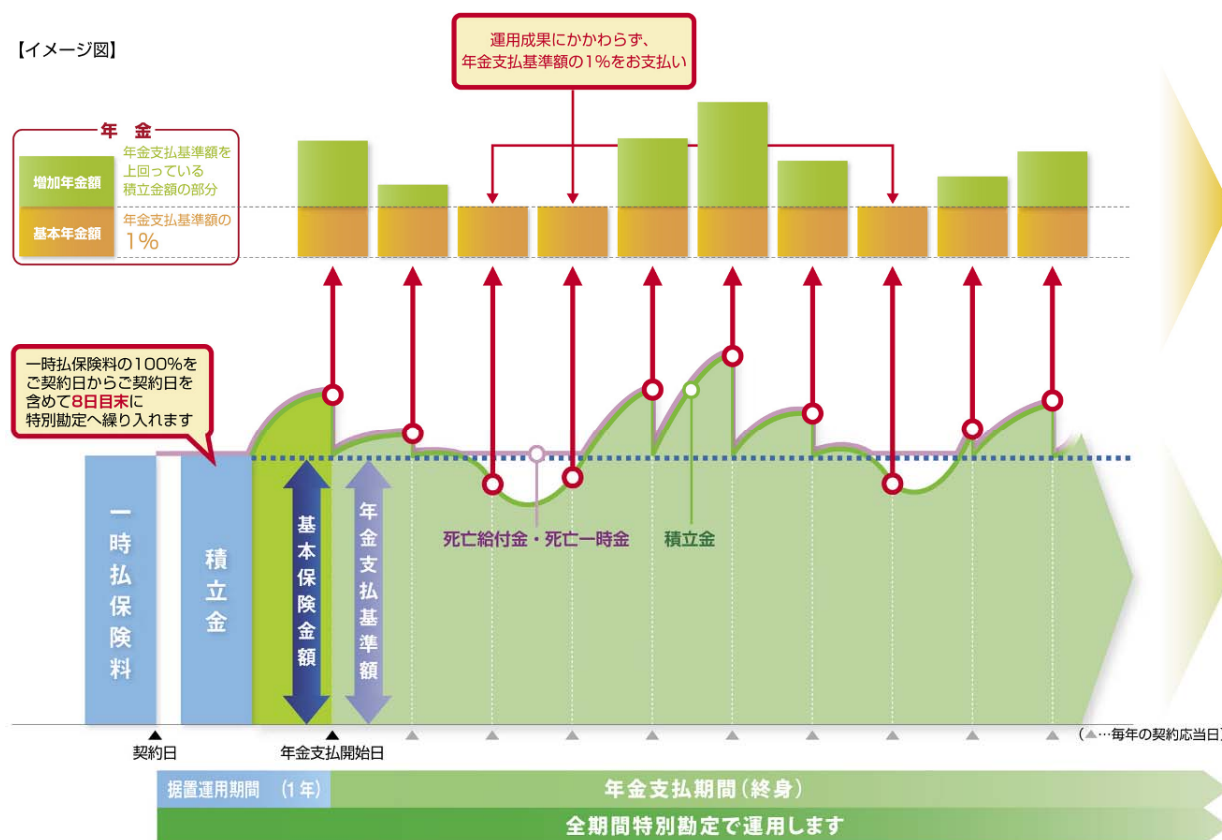 【イメージ図】
運用成果にかかわらず、
年金支払基準額の1%をお支払い
年 金
増加年金額
年金支払基準額を
上回っている
積立金額の部分
基本年金額
年金支払基準額の
1%
一時払保険料の100%を
ご契約日からご契約日を
含めて8日目末に
特別勘定へ繰り入れます
一時払保険料
積立金
基本保険金額
年金支払基準額
死亡給付金・死亡一時金
積立金
契約日
年金支払開始日
(▲…毎年の契約応当日)
据置運用期間 (1年)
年金支払期間(終身)
全期間特別勘定で運用します